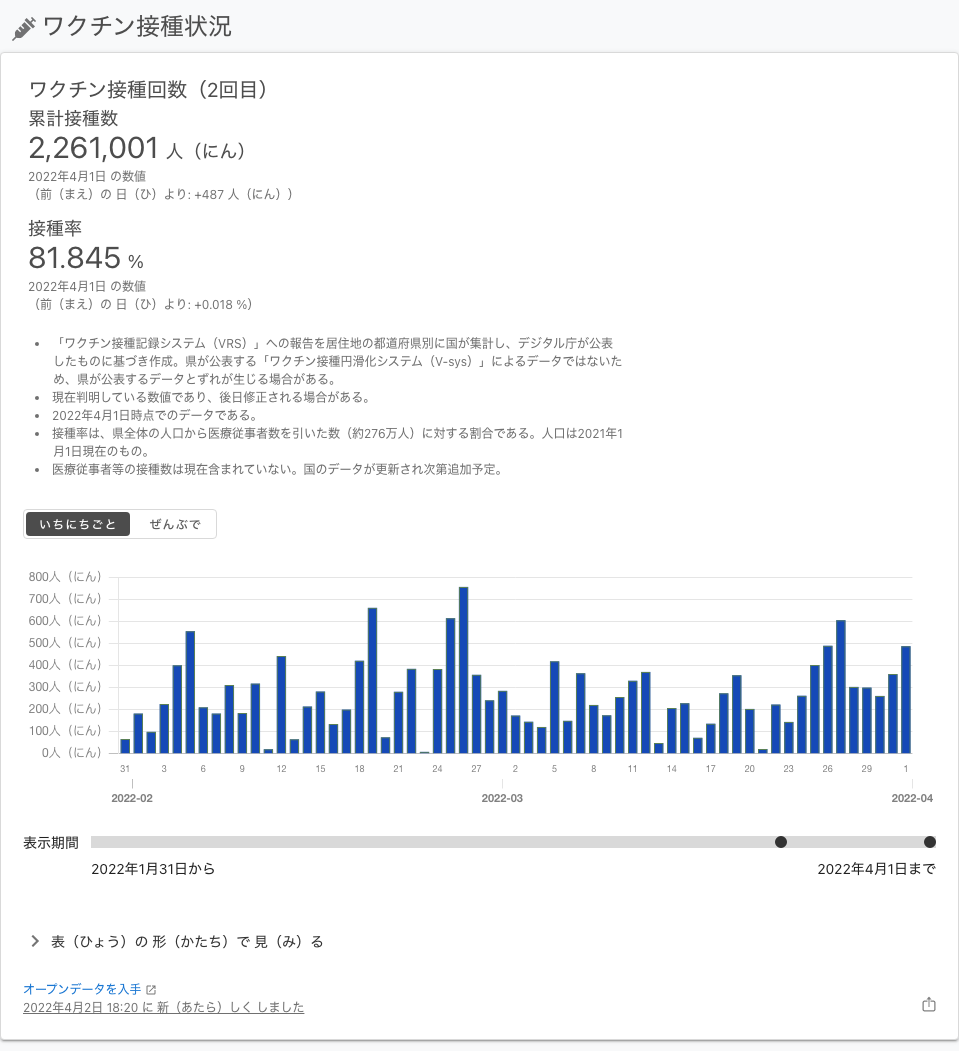 ワクチン接種状況
ワクチン接種回数（2回目）
累計接種数
2,261,001 人（にん）
2022年4月1日 の数値
（前（まえ）の 日（ひ）より: +487 人（にん））
接種率
81.845 %
2022年4月1日 の数値
（前（まえ）の 日（ひ）より: +0.018 %）
• 「ワクチン接種記録システム（VRS）」への報告を居住地の都道府県別に国が集計し、デジタル庁が公表
したものに基づき作成。県が公表する「ワクチン接種円滑化システム（V-sys）」によるデータではないた
め、県が公表するデータとずれが生じる場合がある。
• 現在判明している数値であり、後日修正される場合がある。
• 2022年4月1日時点でのデータである。
• 接種率は、県全体の人口から医療従事者数を引いた数（約276万人）に対する割合である。人口は2021年1
月1日現在のもの。
• 医療従事者等の接種数は現在含まれていない。国のデータが更新され次第追加予定。
いちにちごと ぜんぶで
800人（にん）
700人（にん）
600人（にん）
500人（にん）
400人（にん）
300人（にん）
200人（にん）
100人（にん）
0人（にん）
31 3 6 9 12 15 18 21 24 27 2 5 8 11 14 17 20 23 26 29 1
2022-02 2022-03 2022-04
表示期間
2022年1月31日から 2022年4月1日まで
表（ひょう）の 形（かたち）で 見（み）る
オープンデータを入手
2022年4月2日 18:20 に 新（あたら）しく しました